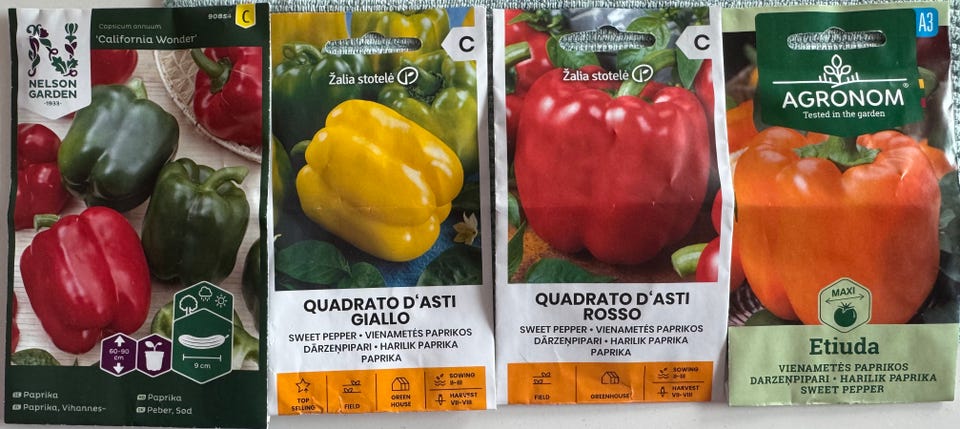 90854 C
Capsicum annuum
'California Wonder'
NELSON
GARDEN
-1933-
60-90
cm
9 cm
Paprika
Paprika, Vihannes-
Paprika
Peber, Sød
C
Žalia stotelė
QUADRATO D'ASTI
GIALLO
SWEET PEPPER • VIENAMETĖS PAPRIKOS
DĀRZEŅPIPARI • HARILIK PAPRIKA
PAPRIKA
TOP
SELLING
FIELD
GREEN
HOUSE
SOWING
II-III
HARVEST
VII-VIII
C
Žalia stotelė
QUADRATO D'ASTI
ROSSO
SWEET PEPPER • VIENAMETĖS PAPRIKOS
DĀRZEŅPIPARI • HARILIK PAPRIKA
PAPRIKA
FIELD
GREENHOUSE
SOWING
II-III
HARVEST
VII-VIII
A3
AGRONOM®
Tested in the garden
MAXI
Etiuda
VIENAMETĖS PAPRIKOS
DARZEŅPIPARI • HARILIK PAPRIKA
SWEET PEPPER